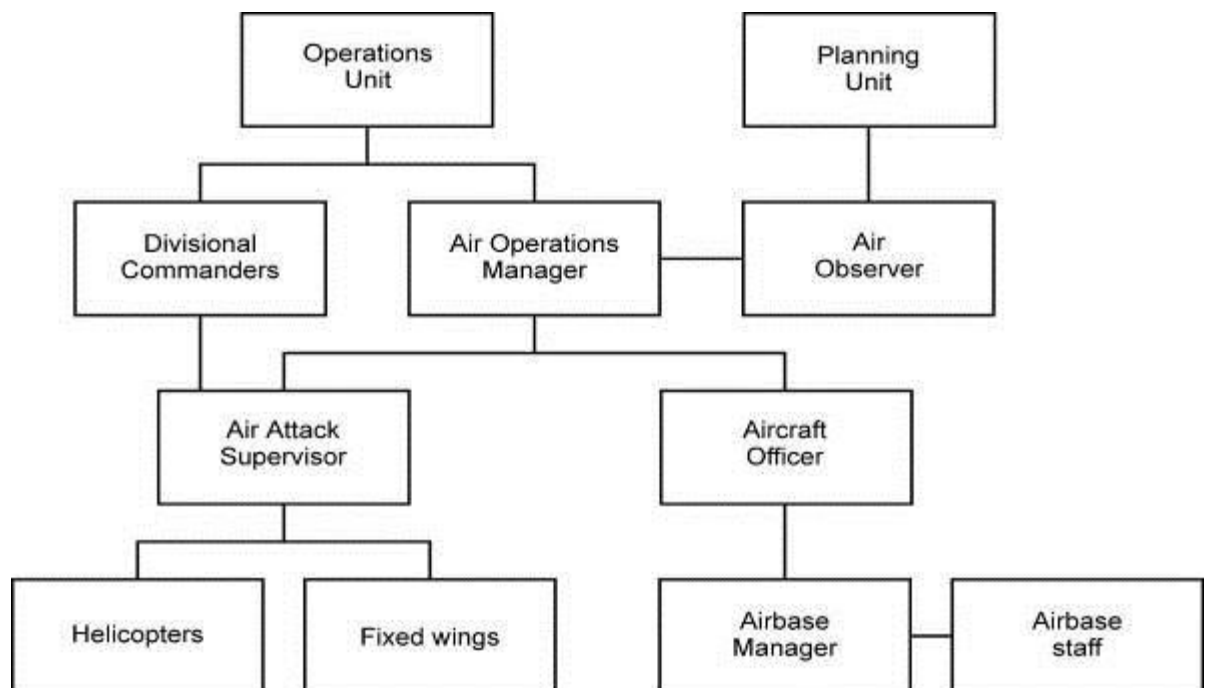 Operations
Unit
Planning
Unit
Divisional
Commanders
Air Operations
Manager
Air
Observer
Air Attack
Supervisor
Aircraft
Officer
Helicopters
Fixed wings
Airbase
Manager
Airbase
staff